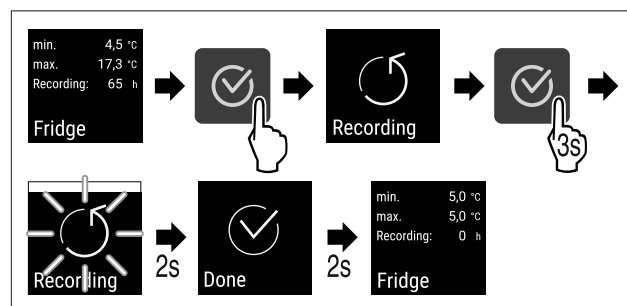 min. 4,5 °C
max. 17,3 °C
Recording: 65 h
Fridge
Recording
3s
Recording
2s
Done
2s
min. 5,0 °C
max. 5,0 °C
Recording: 0 h
Fridge